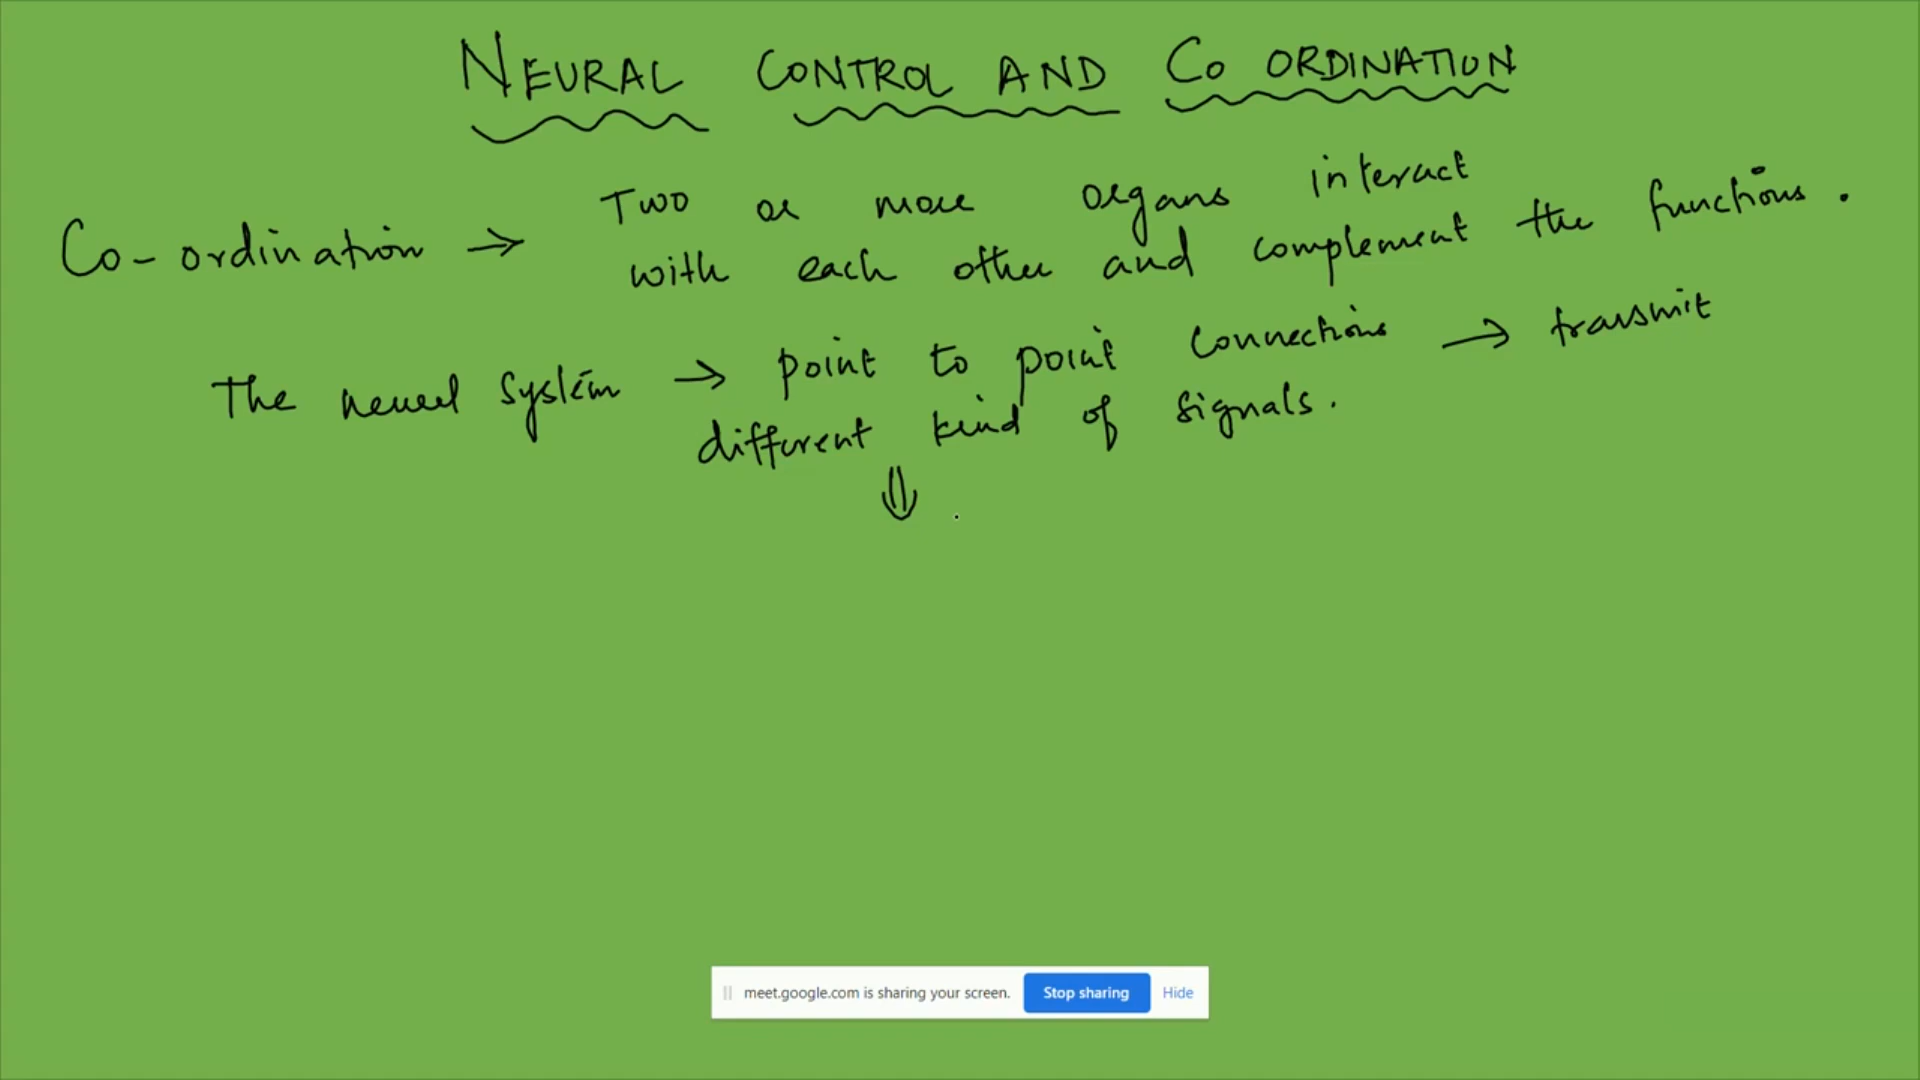 NEURAL CONTROL AND CO ORDINATION
Co-ordination → Two or more organs interact
with each other and complement the functions.
The neural system → point to point connections → transmit
different kind of signals.
⇓
meet.google.com is sharing your screen. Stop sharing Hide